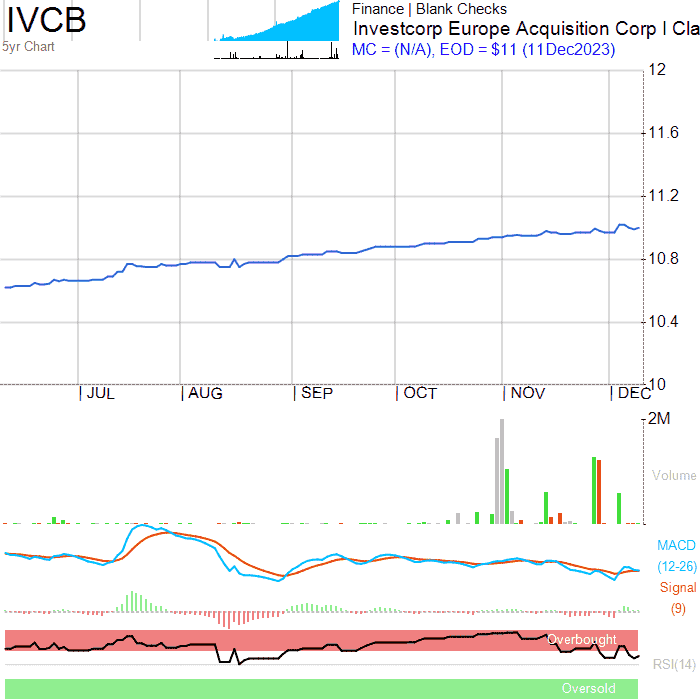 IVCB
5yr Chart
Finance | Blank Checks
Investcorp Europe Acquisition Corp I Cla
MC = (N/A), EOD = $11 (11Dec2023)
12
11.6
11.2
10.8
10.4
10
| JUL | AUG | SEP | OCT | NOV | DEC
2M
Volume
MACD
(12-26)
Signal
(9)
Overbought
RSI(14)
Oversold